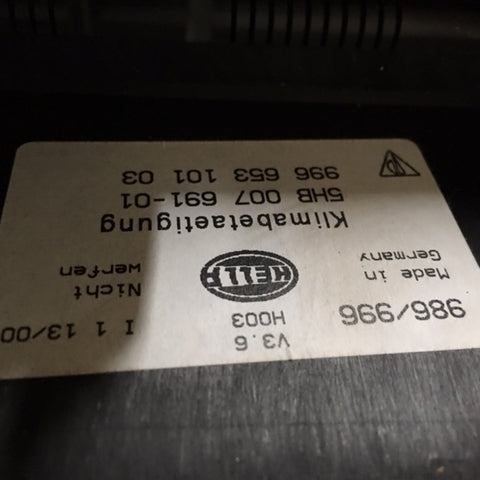 986/996 V3.6 I 1 13/00
H003
Made in Germany HELLA Nicht werfen
Klimabetaetigung
5HB 007 691-01
996 653 101 03